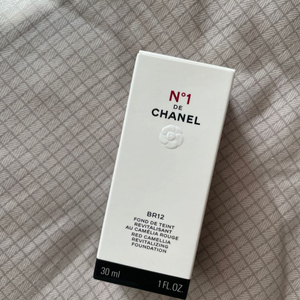 N°1
DE
CHANEL
BR12
FOND DE TEINT
REVITALISANT
AU CAMÉLIA ROUGE
RED CAMELLIA
REVITALIZING
FOUNDATION
30 ml
1 FL. OZ.